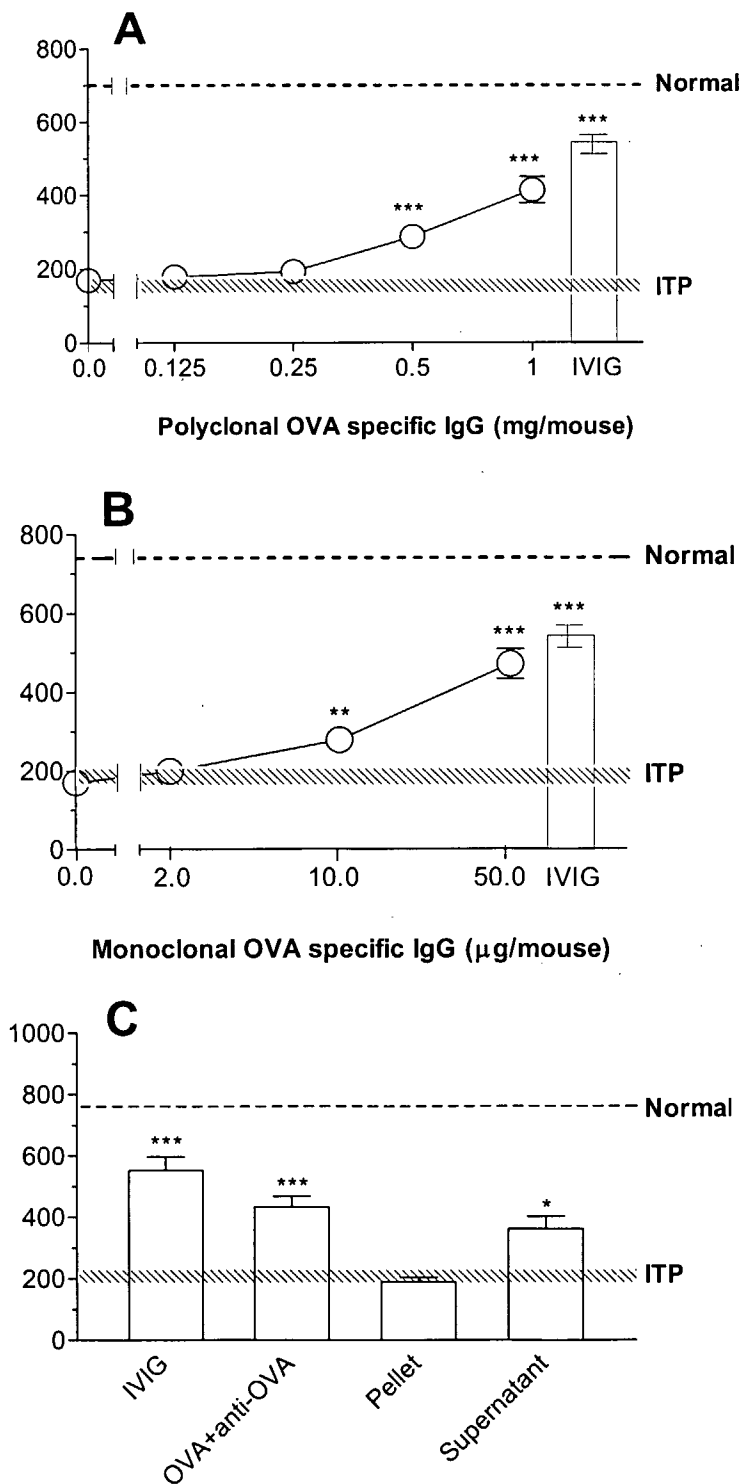 A
800
Normal
600
***
***
***
400
200
ITP
0
0.0 0.125 0.25 0.5 1 IVIG
Polyclonal OVA specific IgG (mg/mouse)
B
800
Normal
600
***
***
400
**
200
ITP
0
0.0 2.0 10.0 50.0 IVIG
Monoclonal OVA specific IgG (μg/mouse)
C
1000
800
Normal
600
***
***
400
*
200
ITP
0
IVIG
OVA+anti-OVA
Pellet
Supernatant